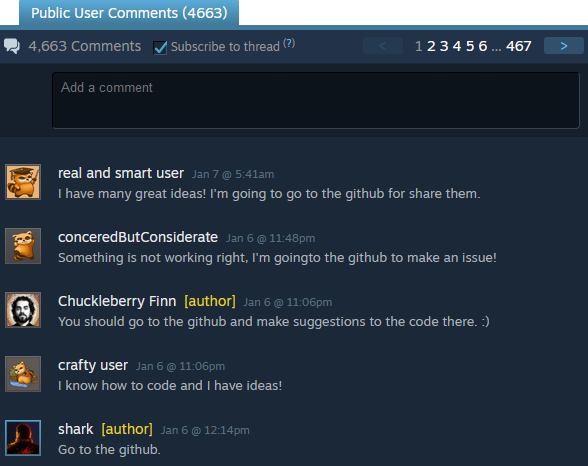 Public User Comments (4663)
4,663 Comments Subscribe to thread (?) < 1 2 3 4 5 6 ... 467 >
Add a comment
real and smart user Jan 7 @ 5:41am
I have many great ideas! I'm going to go to the github for share them.
conceredButConsiderate Jan 6 @ 11:48pm
Something is not working right, I'm goingto the github to make an issue!
Chuckleberry Finn [author] Jan 6 @ 11:06pm
You should go to the github and make suggestions to the code there. :)
crafty user Jan 6 @ 11:06pm
I know how to code and I have ideas!
shark [author] Jan 6 @ 12:14pm
Go to the github.